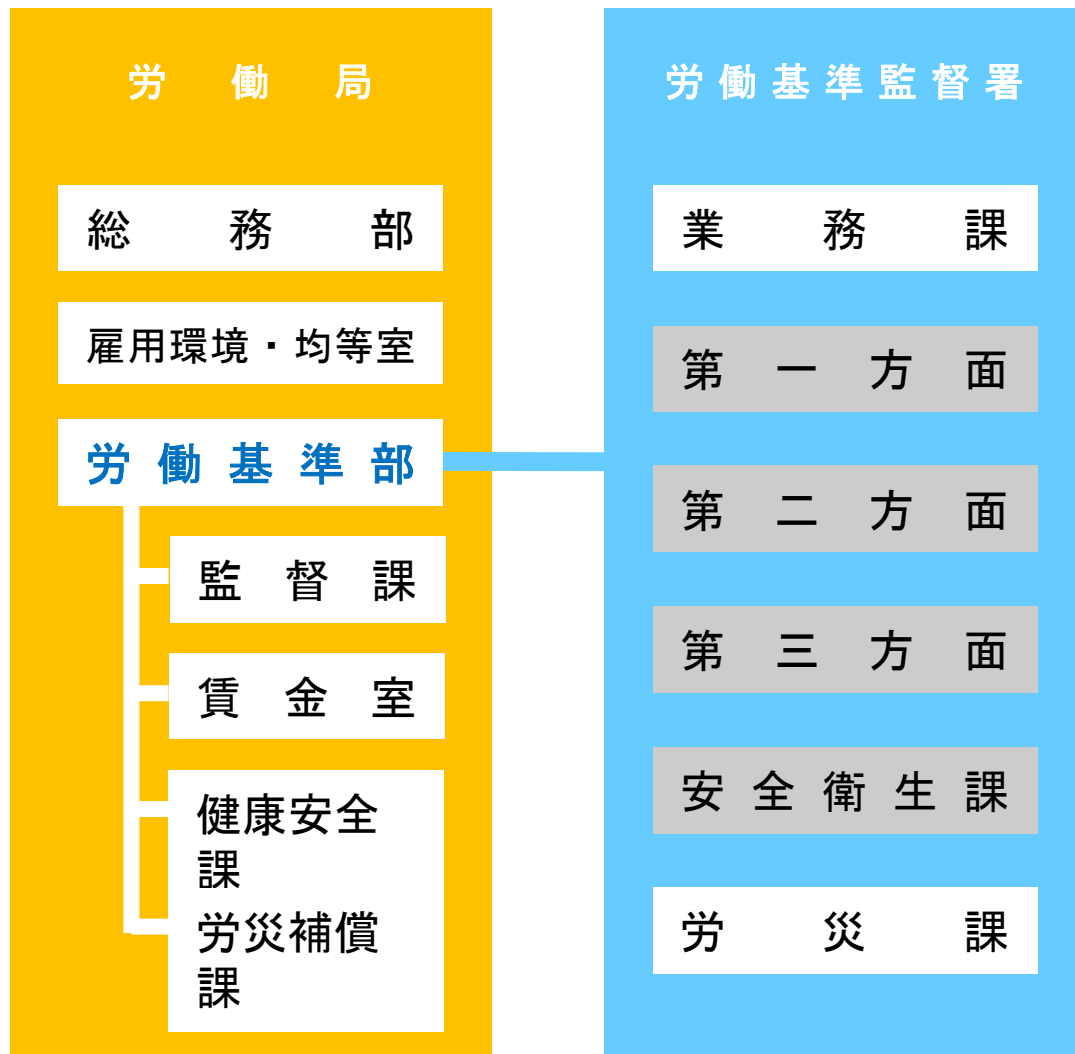 労働局
総務部
雇用環境・均等室
労働基準部
監督課
賃金室
健康安全
課
労災補償
課
労働基準監督署
業務課
第一方面
第二方面
第三方面
安全衛生課
労災課